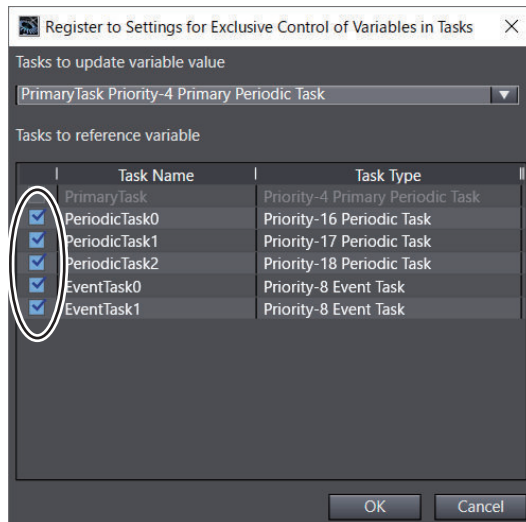 Register to Settings for Exclusive Control of Variables in Tasks
Tasks to update variable value
PrimaryTask Priority-4 Primary Periodic Task
Tasks to reference variable
Task Name Task Type
PrimaryTask Priority-4 Primary Periodic Task
PeriodicTask0 Priority-16 Periodic Task
PeriodicTask1 Priority-17 Periodic Task
PeriodicTask2 Priority-18 Periodic Task
EventTask0 Priority-8 Event Task
EventTask1 Priority-8 Event Task
OK Cancel